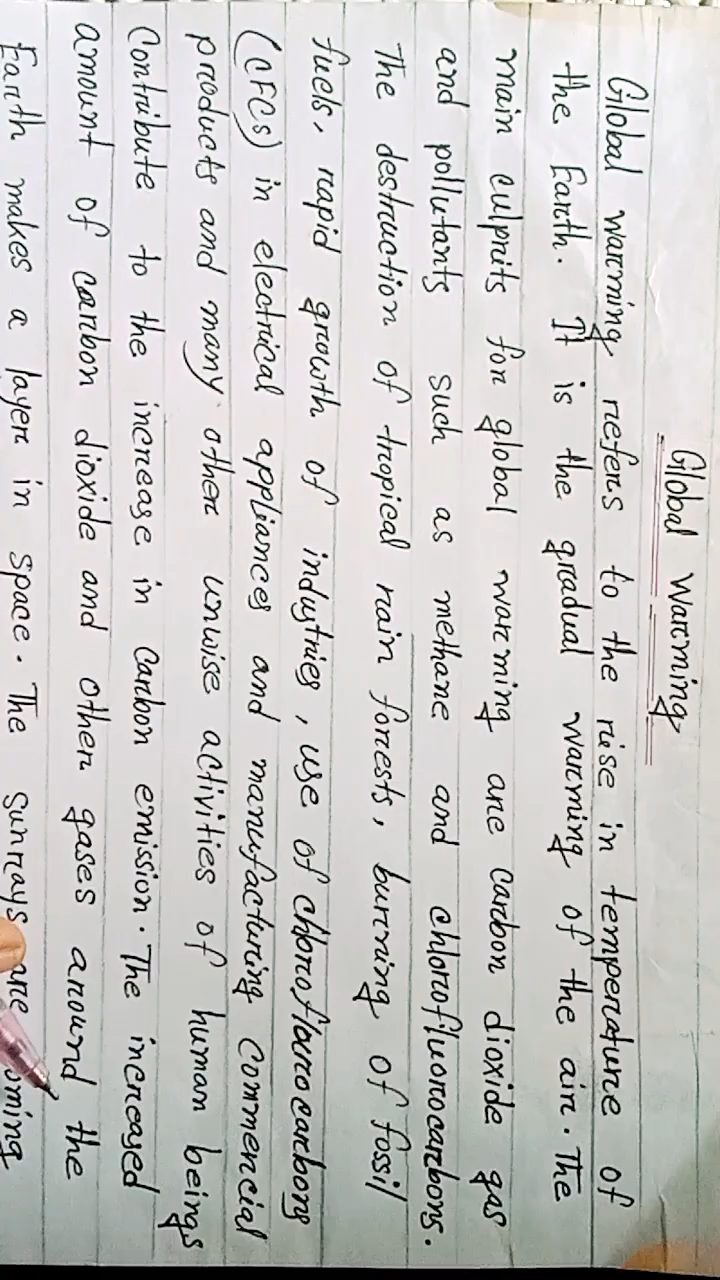 Global Warming
Global warming refers to the rise in temperature of
the Earth. It is the gradual warming of the air. The
main culprits for global warming are carbon dioxide gas
and pollutants such as methane and chlorofluorocarbons.
The destruction of tropical rain forrests, burning of fossil
fuels, rapid growth of industries, use of chloroflourocarbons
(CFCs) in electrical appliances and manufacturing commercial
products and many other unwise activities of human beings
Contribute to the increase in Carbon emission. The increased
amount of carbon dioxide and other gases around the
Earth makes a layer in space. The sunrays are